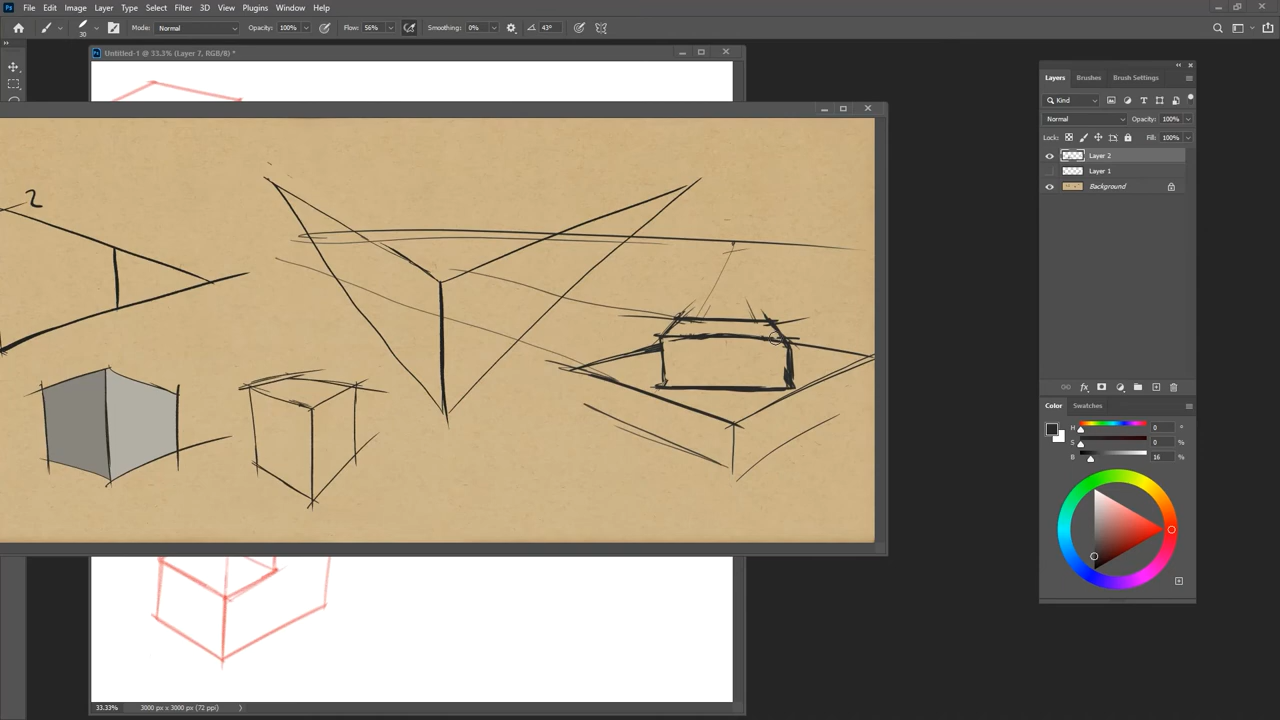 Ps File Edit Image Layer Type Select Filter 3D View Plugins Window Help
30 Mode: Normal Opacity: 100% Flow: 56% Smoothing: 0% 43°
Untitled-1 @ 33.3% (Layer 7, RGB/8) *
2
Layers Brushes Brush Settings
Kind
Normal Opacity: 100%
Lock: Fill: 100%
Layer 2
Layer 1
Background
fx
Color Swatches
H 0 °
S 0 %
B 16 %
33.33% 3000 px x 3000 px (72 ppi)